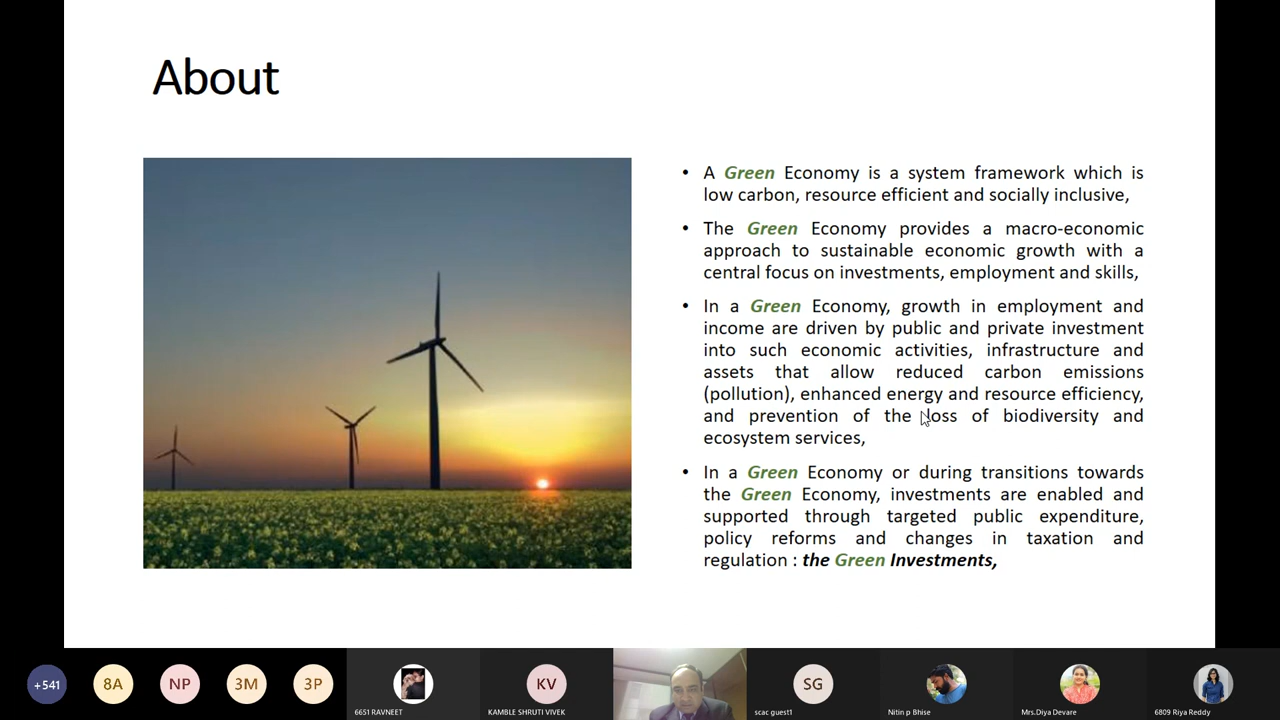 About
• A Green Economy is a system framework which is
low carbon, resource efficient and socially inclusive,
• The Green Economy provides a macro-economic
approach to sustainable economic growth with a
central focus on investments, employment and skills,
• In a Green Economy, growth in employment and
income are driven by public and private investment
into such economic activities, infrastructure and
assets that allow reduced carbon emissions
(pollution), enhanced energy and resource efficiency,
and prevention of the loss of biodiversity and
ecosystem services,
• In a Green Economy or during transitions towards
the Green Economy, investments are enabled and
supported through targeted public expenditure,
policy reforms and changes in taxation and
regulation : the Green Investments,
+541
8A
NP
3M
3P
KV
SG
6651 RAVNEET
KAMBLE SHRUTI VIVEK
scac guest1
Nitin p Bhise
Mrs.Diya Devare
6809 Riya Reddy